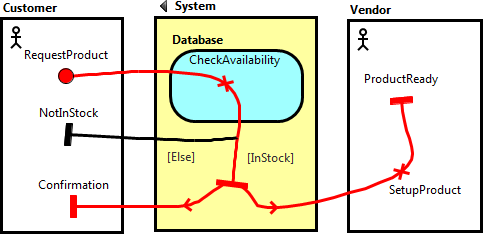 Customer
System
Vendor
Database
RequestProduct
CheckAvailability
ProductReady
NotInStock
[Else]
[InStock]
Confirmation
SetupProduct